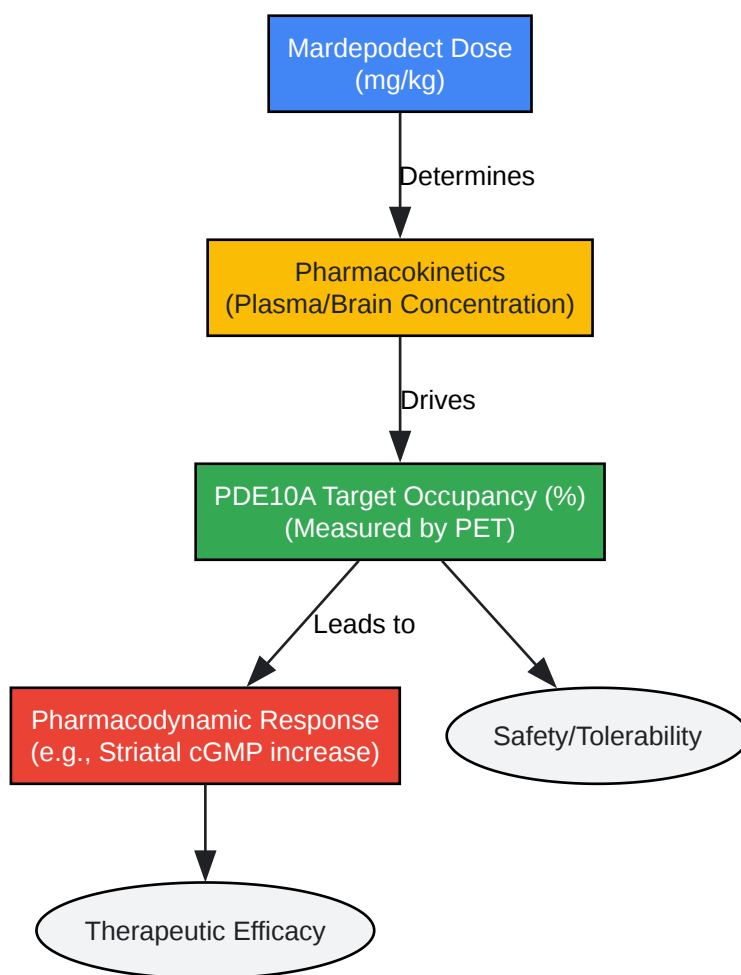 Mardepodect Dose
(mg/kg)
Determines
Pharmacokinetics
(Plasma/Brain Concentration)
Drives
PDE10A Target Occupancy (%)
(Measured by PET)
Leads to
Pharmacodynamic Response
(e.g., Striatal cGMP increase)
Safety/Tolerability
Therapeutic Efficacy